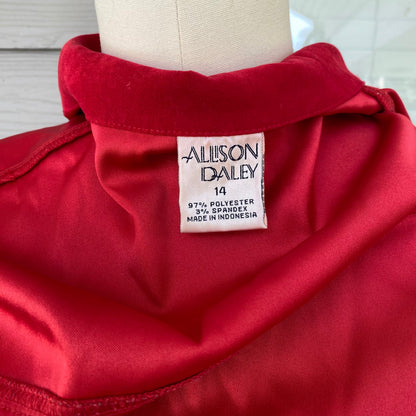 ALLISON
DALEY
14
97% POLYESTER
3% SPANDEX
MADE IN INDONESIA